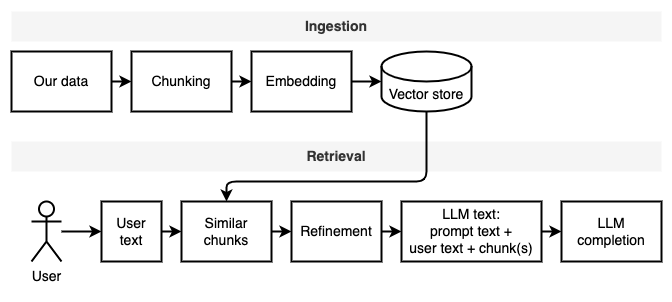 Ingestion
Our data
Chunking
Embedding
Vector store
Retrieval
User
User
text
Similar
chunks
Refinement
LLM text:
prompt text +
user text + chunk(s)
LLM
completion